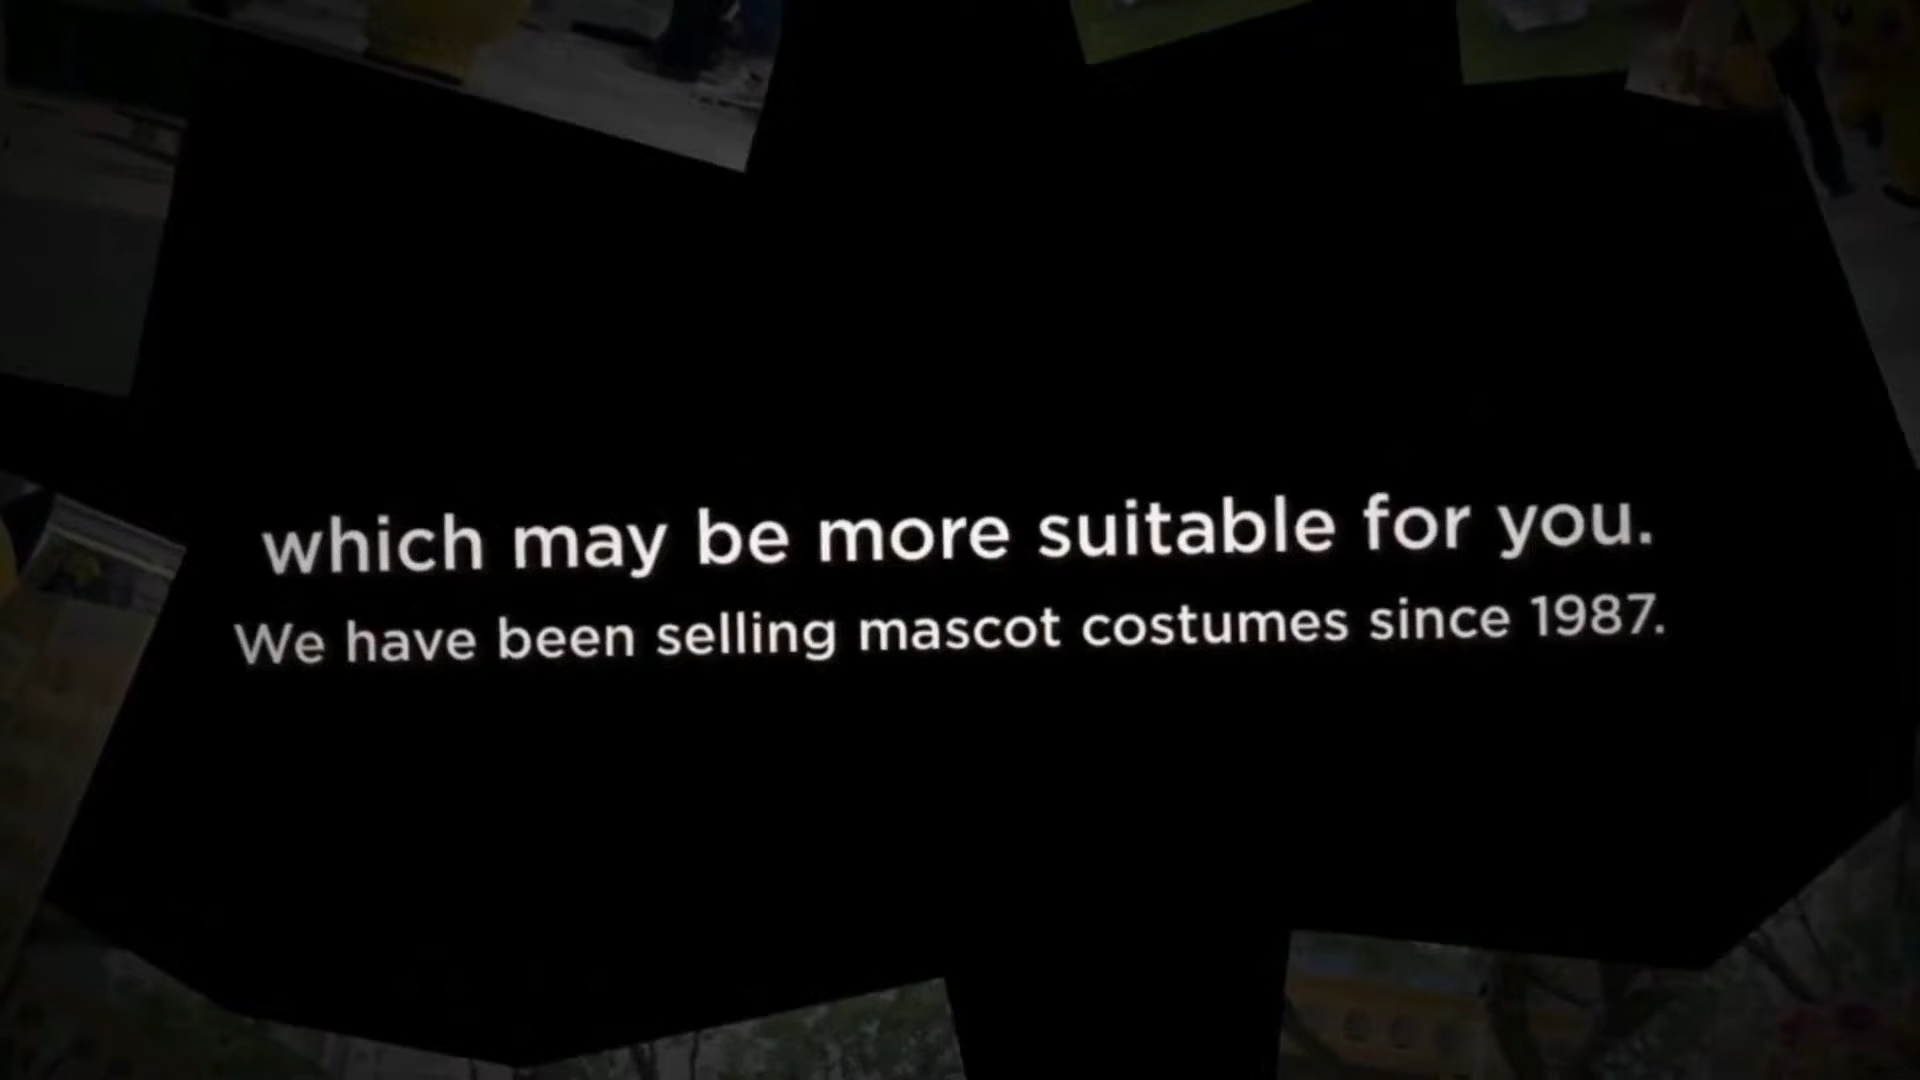 which may be more suitable for you.
We have been selling mascot costumes since 1987.